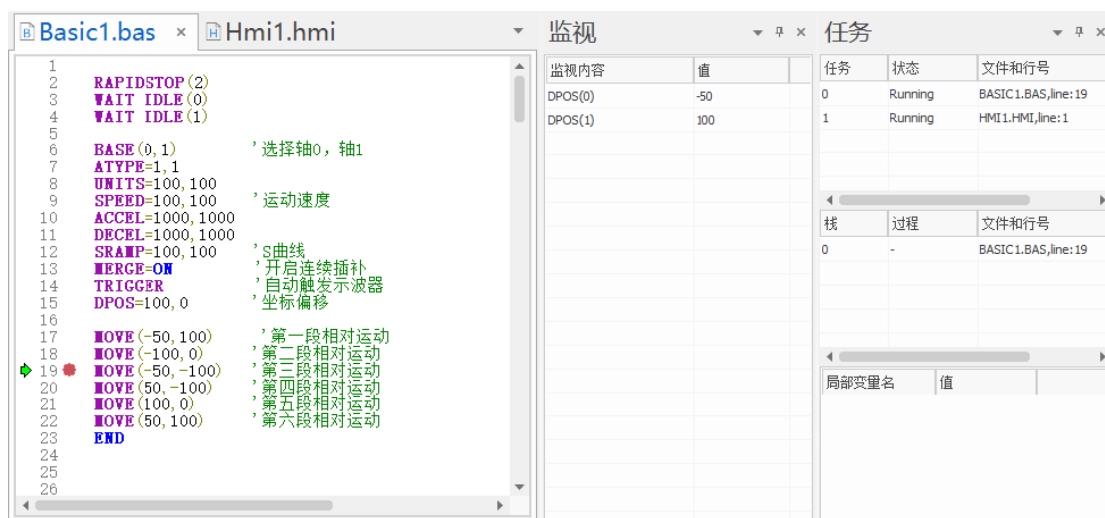 Basic1.bas × Hmi1.hmi
1
2 RAPIDSTOP(2)
3 WAIT IDLE(0)
4 WAIT IDLE(1)
5
6 BASE(0,1) '选择轴0，轴1
7 ATYPE=1,1
8 UNITS=100,100
9 SPEED=100,100 '运动速度
10 ACCEL=1000,1000
11 DECEL=1000,1000
12 SRAMP=100,100 'S曲线
13 MERGE=ON '开启连续插补
14 TRIGGER '自动触发示波器
15 DPOS=100,0 '坐标偏移
16
17 MOVE(-50,100) '第一段相对运动
18 MOVE(-100,0) '第二段相对运动
19 MOVE(-50,-100) '第三段相对运动
20 MOVE(50,-100) '第四段相对运动
21 MOVE(100,0) '第五段相对运动
22 MOVE(50,100) '第六段相对运动
23 END
24
25
26
监视
监视内容 值
DPOS(0) -50
DPOS(1) 100
任务
任务 状态 文件和行号
0 Running BASIC1.BAS,line:19
1 Running HMI1.HMI,line:1
栈 过程 文件和行号
0 - BASIC1.BAS,line:19
局部变量名 值